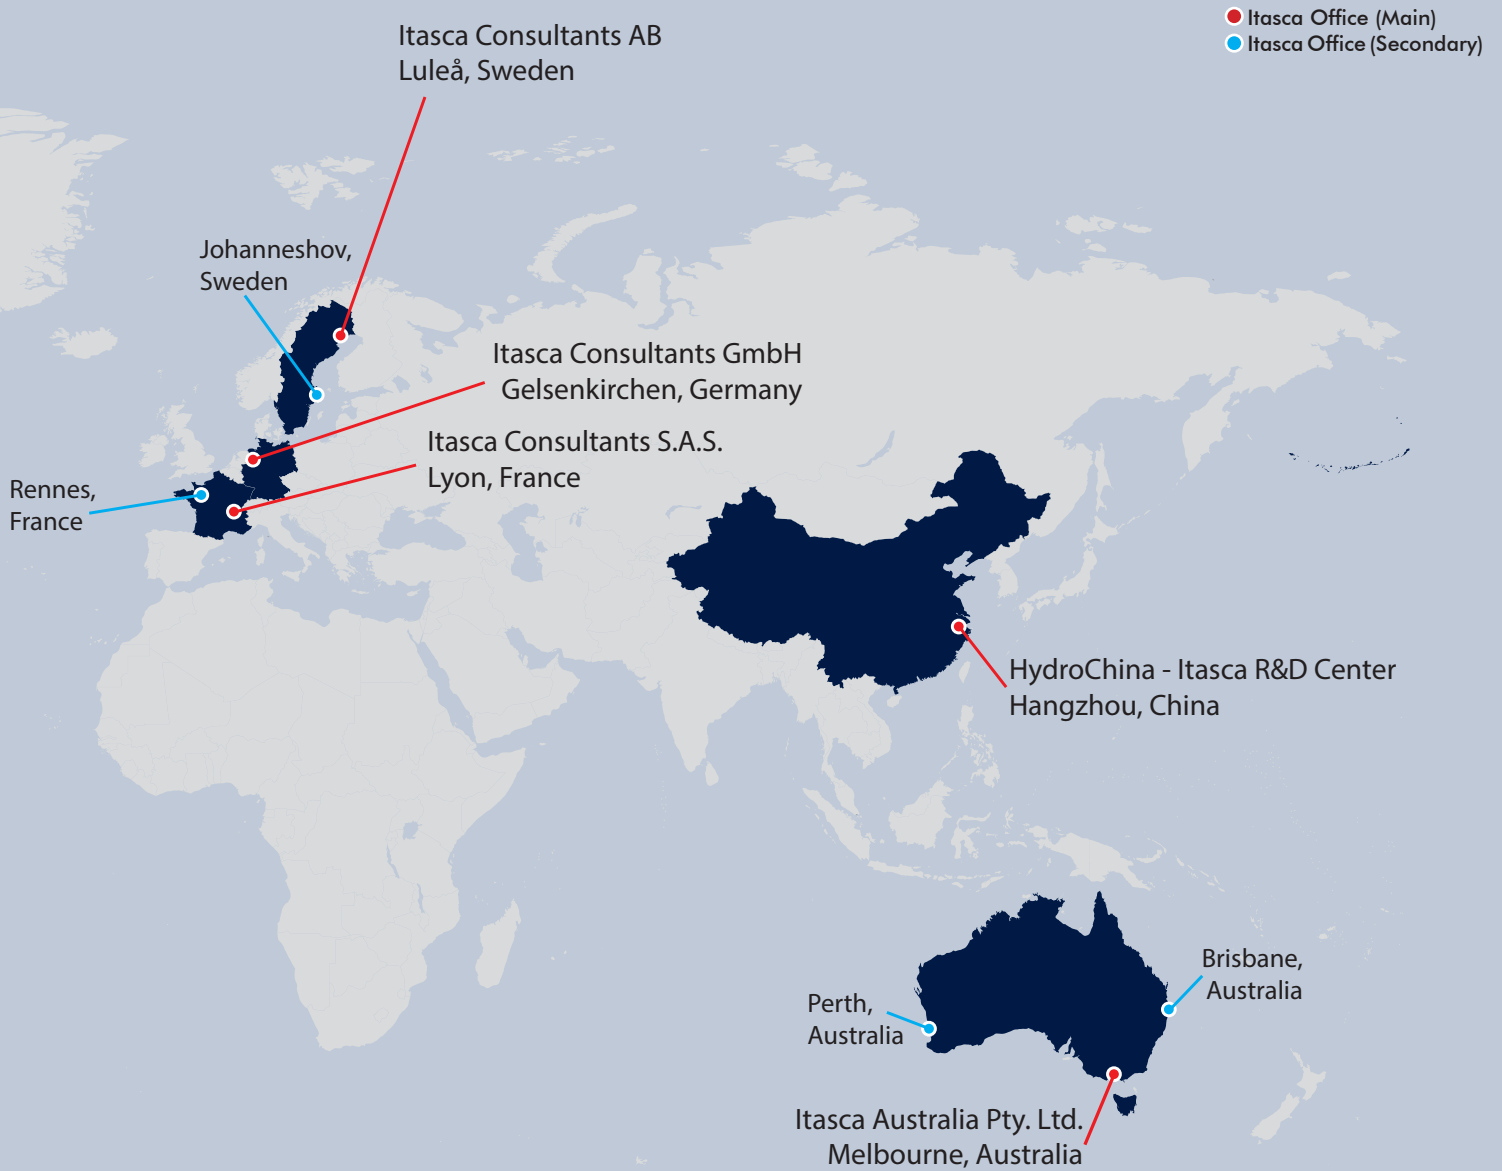 Itasca Office (Main)
Itasca Office (Secondary)
Itasca Consultants AB
Luleå, Sweden
Johanneshov,
Sweden
Itasca Consultants GmbH
Gelsenkirchen, Germany
Itasca Consultants S.A.S.
Lyon, France
Rennes,
France
HydroChina - Itasca R&D Center
Hangzhou, China
Brisbane,
Australia
Perth,
Australia
Itasca Australia Pty. Ltd.
Melbourne, Australia